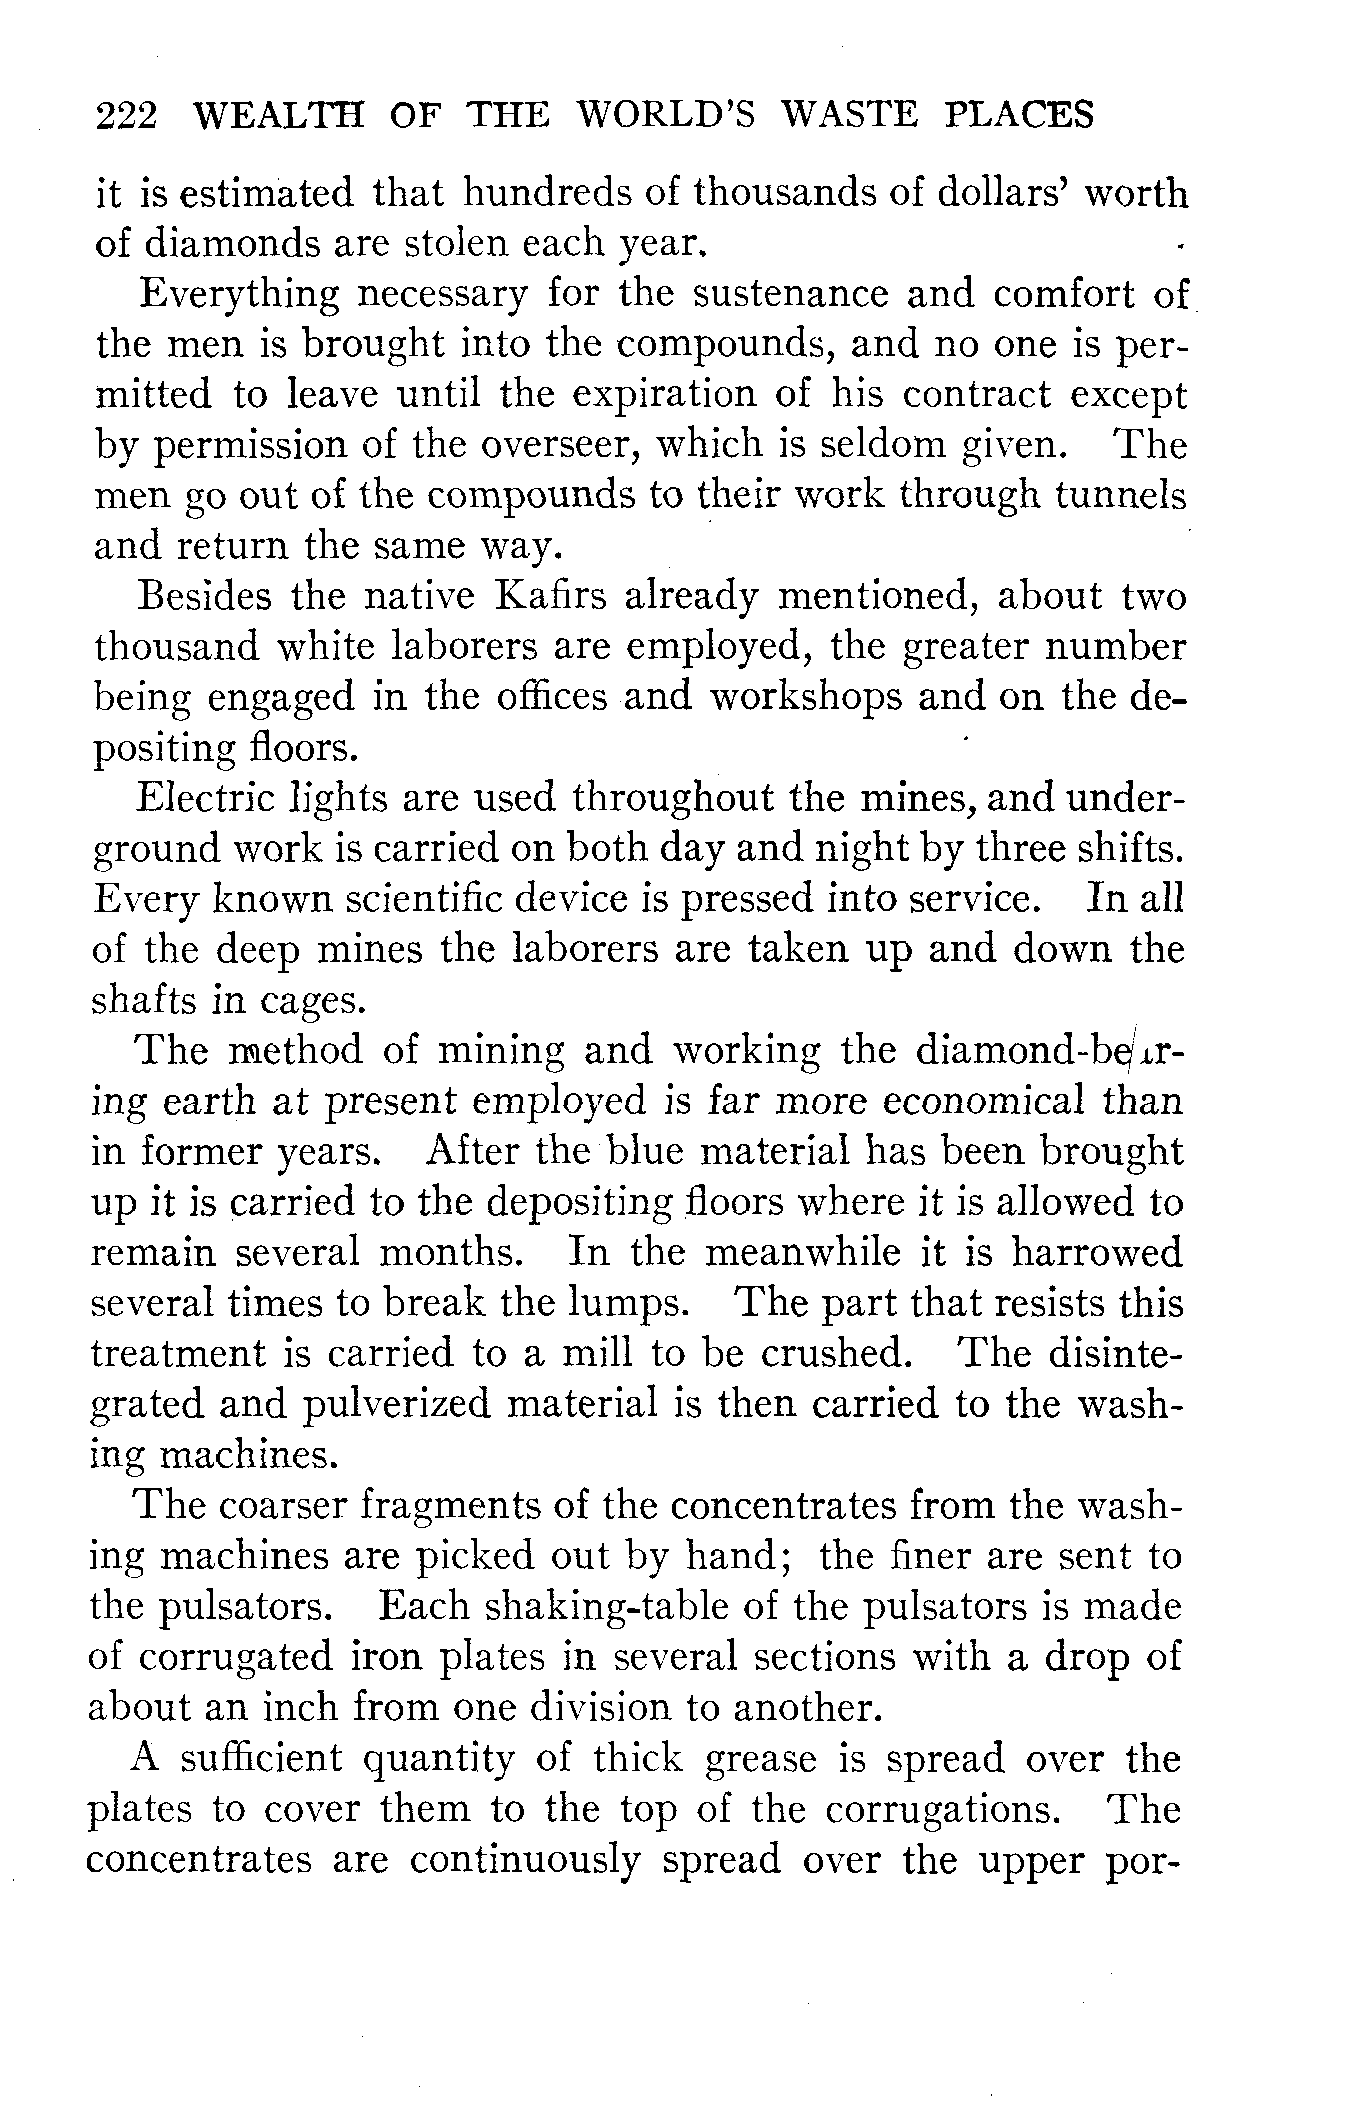 222 WEALTH OF THE WORLD'S WASTE PLACES
it is estimated that hundreds of thousands of dollars' worth
of diamonds are stolen each year.
Everything necessary for the sustenance and comfort of
the men is brought into the compounds, and no one is per-
mitted to leave until the expiration of his contract except
by permission of the overseer, which is seldom given. The
men go out of the compounds to their work through tunnels
and return the same way.
Besides the native Kafirs already mentioned, about two
thousand white laborers are employed, the greater number
being engaged in the offices and workshops and on the de-
positing floors.
Electric lights are used throughout the mines, and under-
ground work is carried on both day and night by three shifts.
Every known scientific device is pressed into service. In all
of the deep mines the laborers are taken up and down the
shafts in cages.
The method of mining and working the diamond-bear-
ing earth at present employed is far more economical than
in former years. After the blue material has been brought
up it is carried to the depositing floors where it is allowed to
remain several months. In the meanwhile it is harrowed
several times to break the lumps. The part that resists this
treatment is carried to a mill to be crushed. The disinte-
grated and pulverized material is then carried to the wash-
ing machines.
The coarser fragments of the concentrates from the wash-
ing machines are picked out by hand; the finer are sent to
the pulsators. Each shaking-table of the pulsators is made
of corrugated iron plates in several sections with a drop of
about an inch from one division to another.
A sufficient quantity of thick grease is spread over the
plates to cover them to the top of the corrugations. The
concentrates are continuously spread over the upper por-